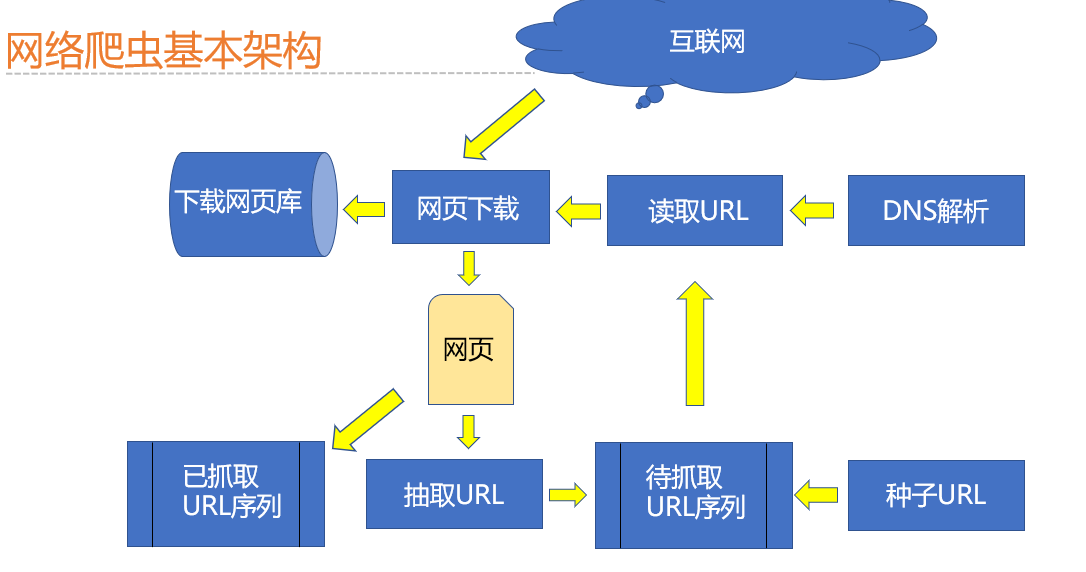 网络爬虫基本架构
互联网
下载网页库
网页下载
读取URL
DNS解析
网页
已抓取
URL序列
抽取URL
待抓取
URL序列
种子URL